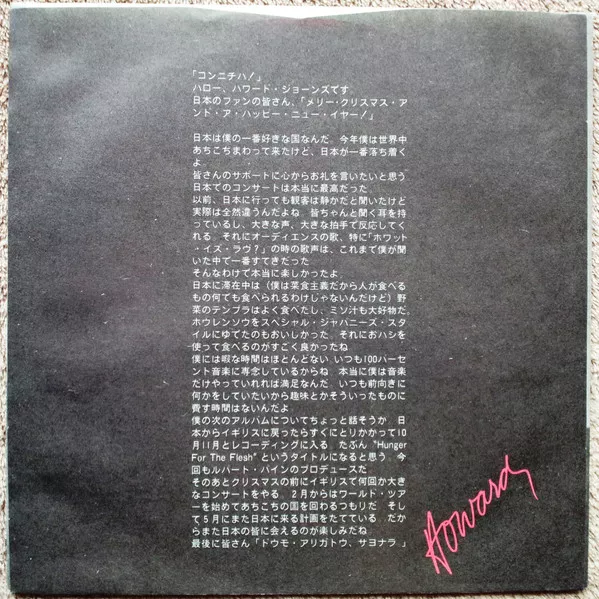 「コンニチハ!」
ハロー、ハワード・ジョーンズです
日本のファンの皆さん、「メリー・クリスマス・ア
ンド・ア・ハッピー・ニュー・イヤー!」
日本は僕の一番好きな国なんだ。今年僕は世界中
あちこちまわって来たけど、日本が一番落ち着く
よ。
皆さんのサポートに心からお礼を言いたいと思う
日本でのコンサートは本当に最高だった。
以前、日本に行っても観客は静かだと聞いたけど
実際は全然違うんだよね。皆ちゃんと聞く耳を持
っているし、大きな声、大きな拍手で反応してく
れる。それにオーディエンスの歌、特に「ホワット
・イズ・ラヴ?」の時の歌声は、これまで僕が聞
いた中で一番すてきだった
そんなわけで本当に楽しかったよ。
日本に滞在中は(僕は菜食主義だから人が食べる
もの何でも食べられるわけじゃないんだけど)野
菜のテンプラはよく食べたし、ミソ汁も大好物だ。
ホウレンソウをスペシャル・ジャパニーズ・スタ
イルにゆでたのもおいしかった。それにおハシを
使って食べるのがすごく良かったね。
僕には暇な時間はほとんどない。いつも100パーセ
ント音楽に専念しているからね。本当に僕は音楽
だけやっていれれば満足なんだ。いつも前向きに
何かをしていたいから趣味とかそういったものに
費す時間はないんだよ。
僕の次のアルバムについてちょっと話そうか。日
本からイギリスに戻ったらすぐにとりかかって10
月11月とレコーディングに入る。たぶん“Hunger
For The Flesh”というタイトルになると思う。今
回もルパート・ハインのプロデュースだ。
そのあとクリスマスの前にイギリスで何回か大き
なコンサートをやる。2月からはワールド・ツア
ーを始めてあちこちの国を回わるつもりだ。そし
て5月にまた日本に来る計画をたてている。だか
らまた日本の皆に会えるのが楽しみだね。
最後に皆さん「ドウモ・アリガトウ、サヨナラ。」
Howard